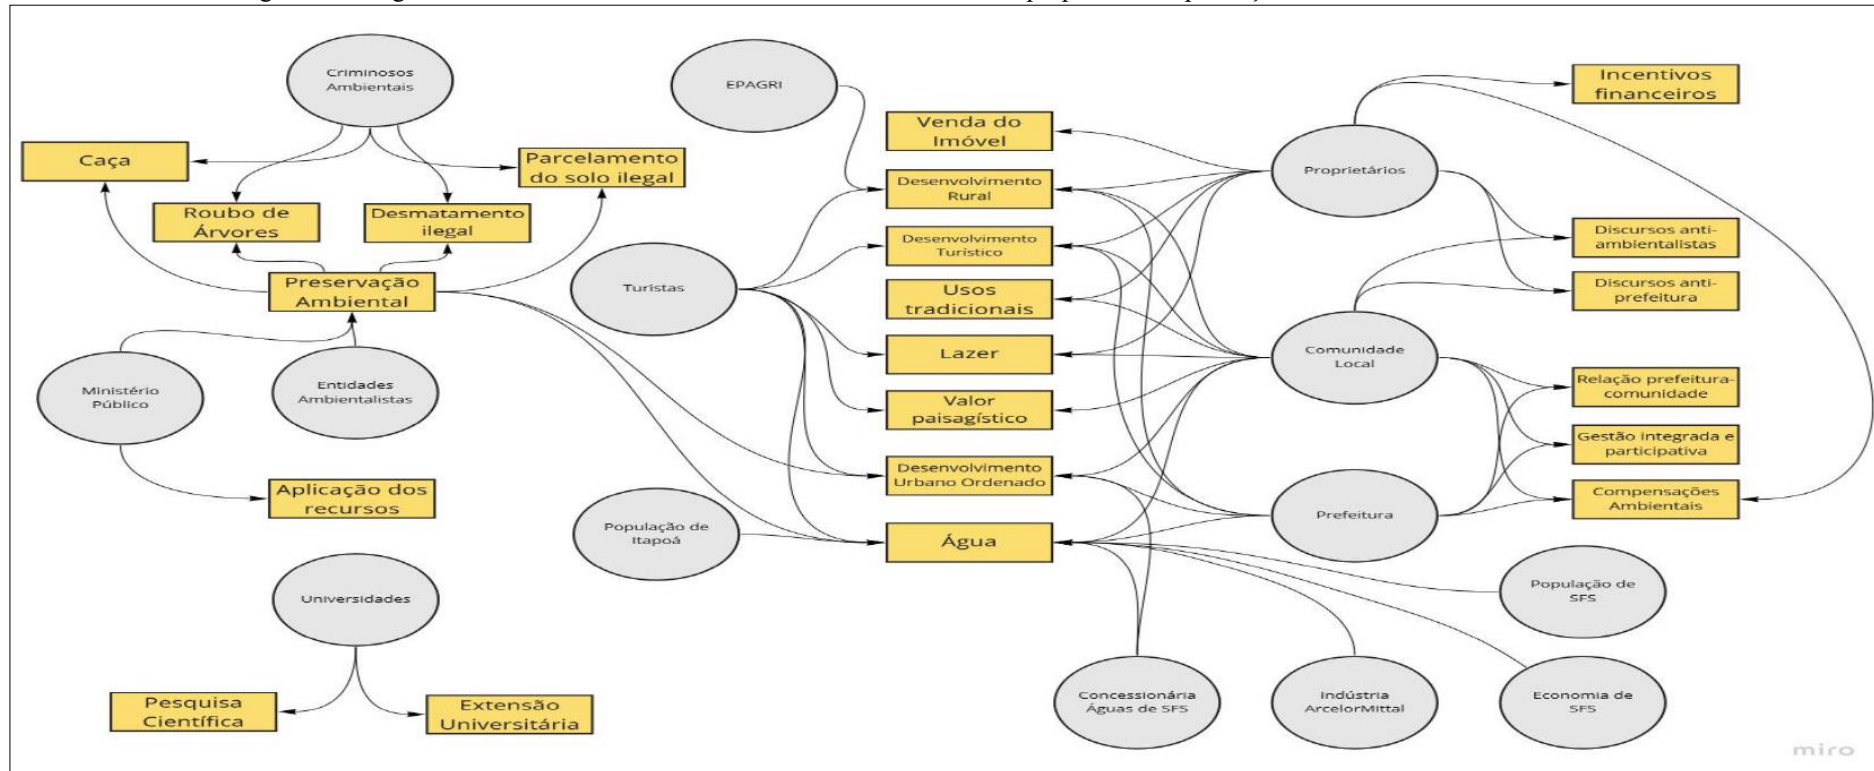 Criminosos
Ambientais
EPAGRI
Incentivos
financeiros
Venda do
Imóvel
Caça
Parcelamento
do solo ilegal
Desenvolvimento
Rural
Proprietários
Roubo de
Árvores
Desmatamento
ilegal
Desenvolvimento
Turístico
Discursos anti-
ambientalistas
Preservação
Ambiental
Turistas
Usos
tradicionais
Discursos anti-
prefeitura
Lazer
Comunidade
Local
Ministério
Público
Entidades
Ambientalistas
Valor
paisagístico
Relação prefeitura-
comunidade
Gestão integrada e
participativa
Desenvolvimento
Urbano Ordenado
Aplicação dos
recursos
Compensações
Ambientais
Prefeitura
População de
Itapoá
Água
Universidades
População de
SFS
Pesquisa
Científica
Extensão
Universitária
Concessionária
Águas de SFS
Indústria
ArcelorMittal
Economia de
SFS
miro